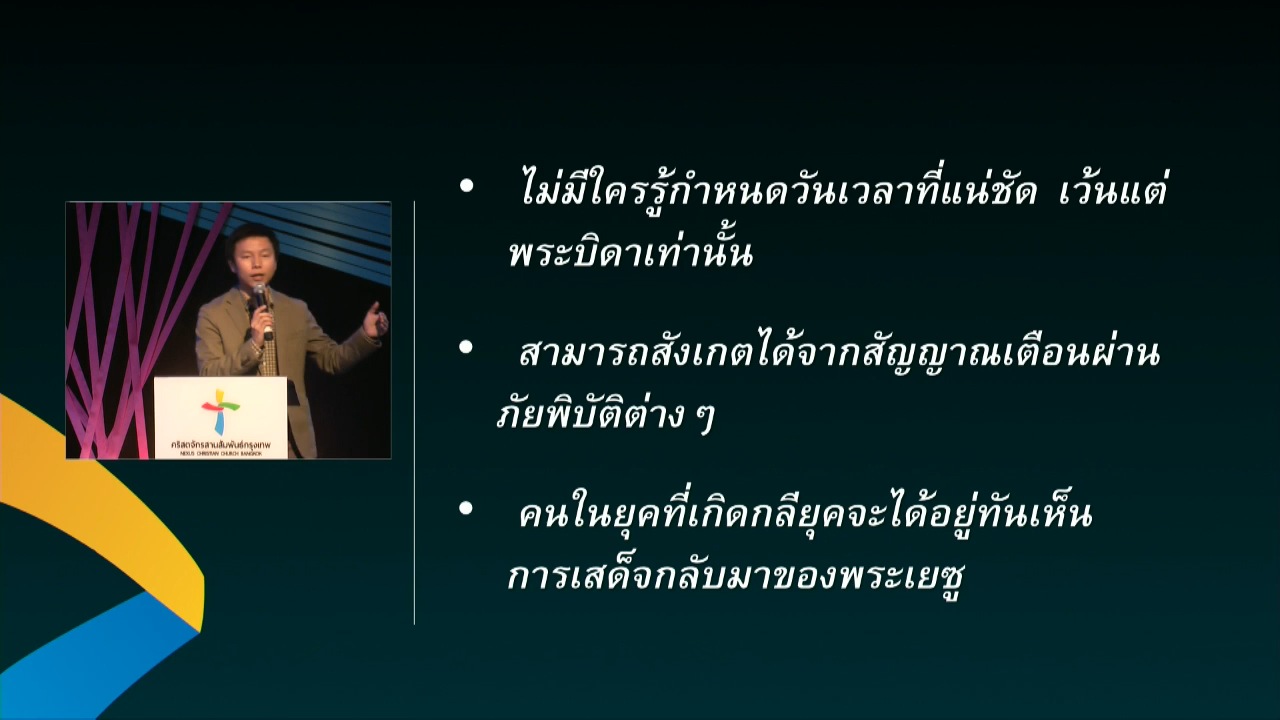 • ไม่มีใครรู้กำหนดวันเวลาที่แน่ชัด เว้นแต่
พระบิดาเท่านั้น
• สามารถสังเกตได้จากสัญญาณเตือนผ่าน
ภัยพิบัติต่าง ๆ
• คนในยุคที่เกิดกลียุคจะได้อยู่ทันเห็น
การเสด็จกลับมาของพระเยซู
คริสตจักรสานสัมพันธ์กรุงเทพ
NEXUS CHRISTIAN CHURCH BANGKOK